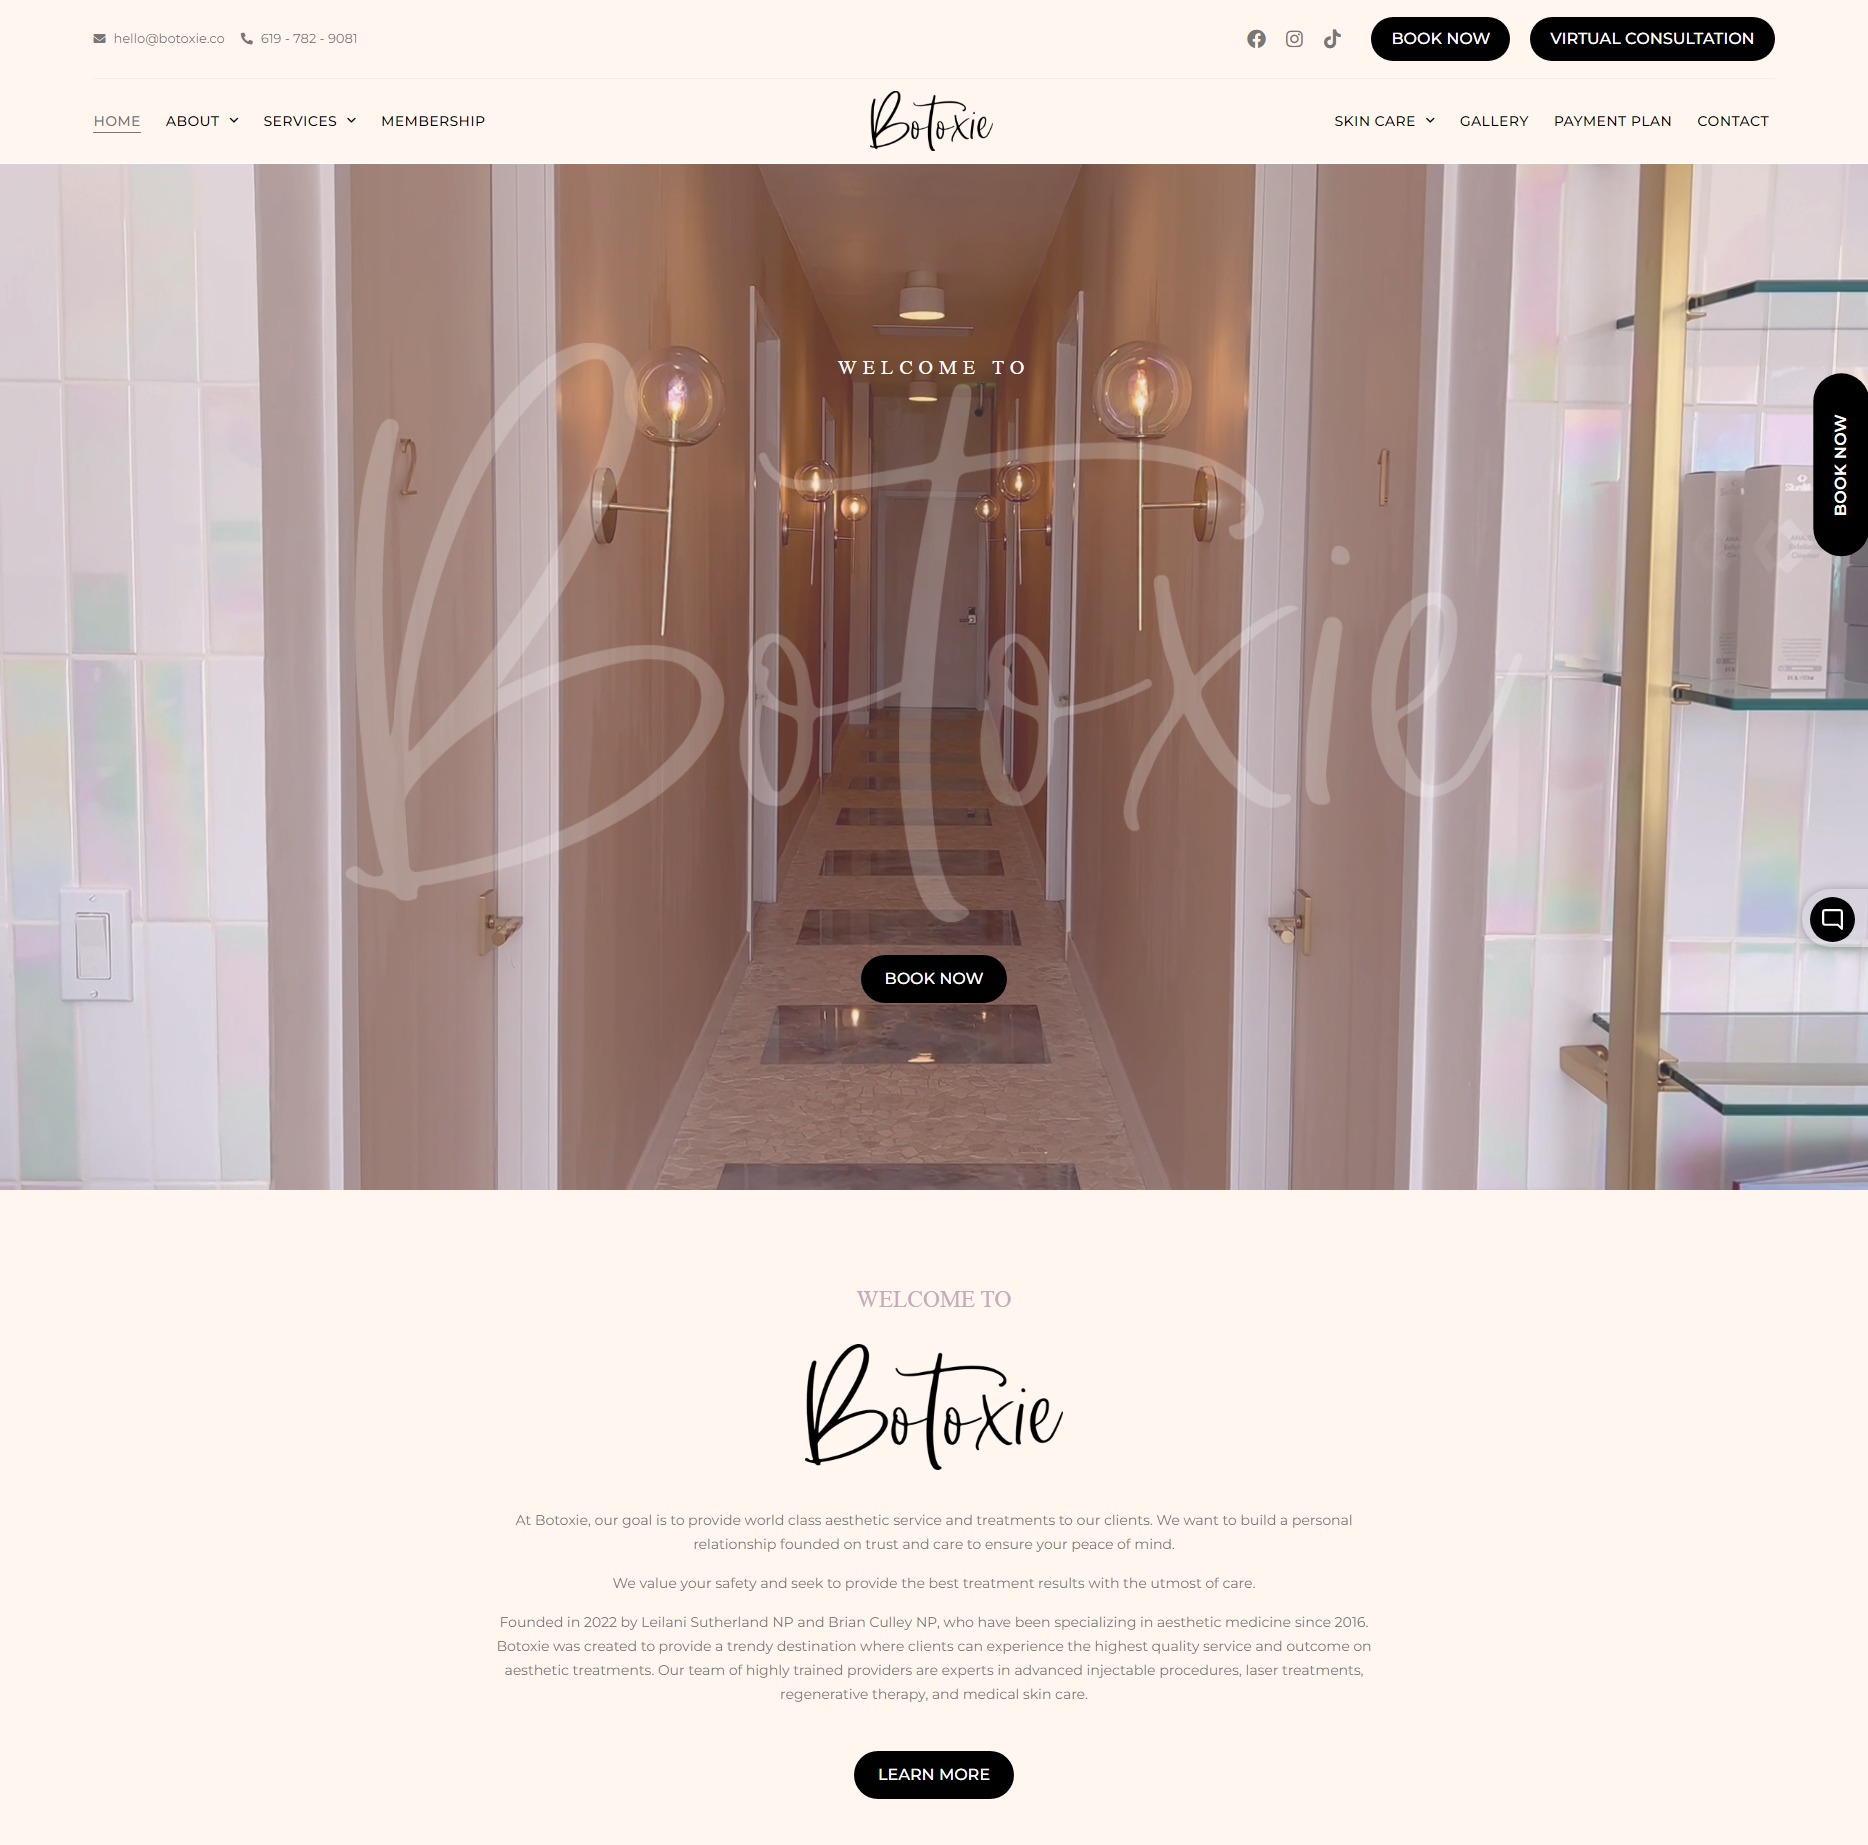 hello@botoxie.co 619 - 782 - 9081
BOOK NOW VIRTUAL CONSULTATION
HOME ABOUT SERVICES MEMBERSHIP
Botoxie
SKIN CARE GALLERY PAYMENT PLAN CONTACT
WELCOME TO
Botoxie
2
1
BOOK NOW
BOOK NOW
WELCOME TO
Botoxie
At Botoxie, our goal is to provide world class aesthetic service and treatments to our clients. We want to build a personal
relationship founded on trust and care to ensure your peace of mind.
We value your safety and seek to provide the best treatment results with the utmost of care.
Founded in 2022 by Leilani Sutherland NP and Brian Culley NP, who have been specializing in aesthetic medicine since 2016.
Botoxie was created to provide a trendy destination where clients can experience the highest quality service and outcome on
aesthetic treatments. Our team of highly trained providers are experts in advanced injectable procedures, laser treatments,
regenerative therapy, and medical skin care.
LEARN MORE